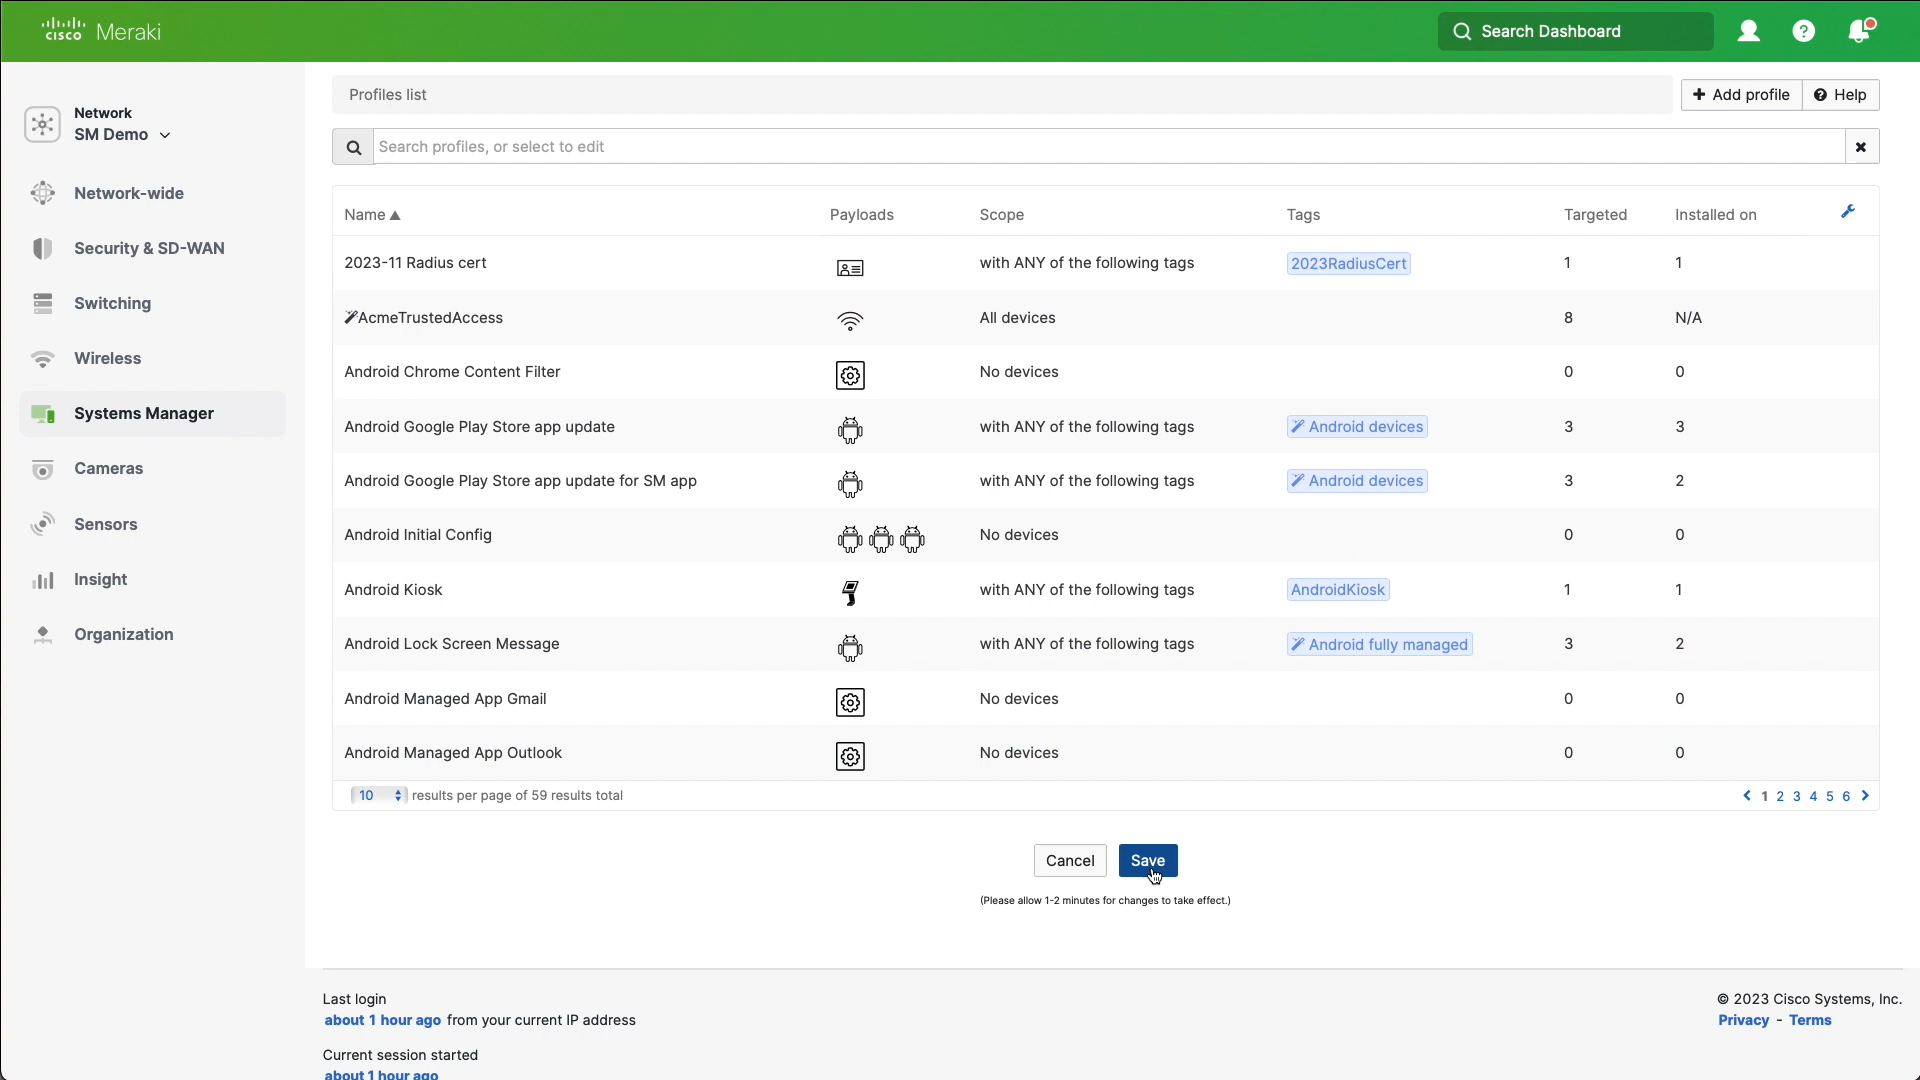 cisco Meraki
Search Dashboard
Network
SM Demo
Network-wide
Security & SD-WAN
Switching
Wireless
Systems Manager
Cameras
Sensors
Insight
Organization
Profiles list
+ Add profile
Help
Search profiles, or select to edit
Name ▲ Payloads Scope Tags Targeted Installed on
2023-11 Radius cert with ANY of the following tags 2023RadiusCert 1 1
AcmeTrustedAccess All devices 8 N/A
Android Chrome Content Filter No devices 0 0
Android Google Play Store app update with ANY of the following tags Android devices 3 3
Android Google Play Store app update for SM app with ANY of the following tags Android devices 3 2
Android Initial Config No devices 0 0
Android Kiosk with ANY of the following tags AndroidKiosk 1 1
Android Lock Screen Message with ANY of the following tags Android fully managed 3 2
Android Managed App Gmail No devices 0 0
Android Managed App Outlook No devices 0 0
10 results per page of 59 results total
1 2 3 4 5 6
Cancel Save
(Please allow 1-2 minutes for changes to take effect.)
Last login
about 1 hour ago from your current IP address
Current session started
about 1 hour ago
© 2023 Cisco Systems, Inc.
Privacy - Terms